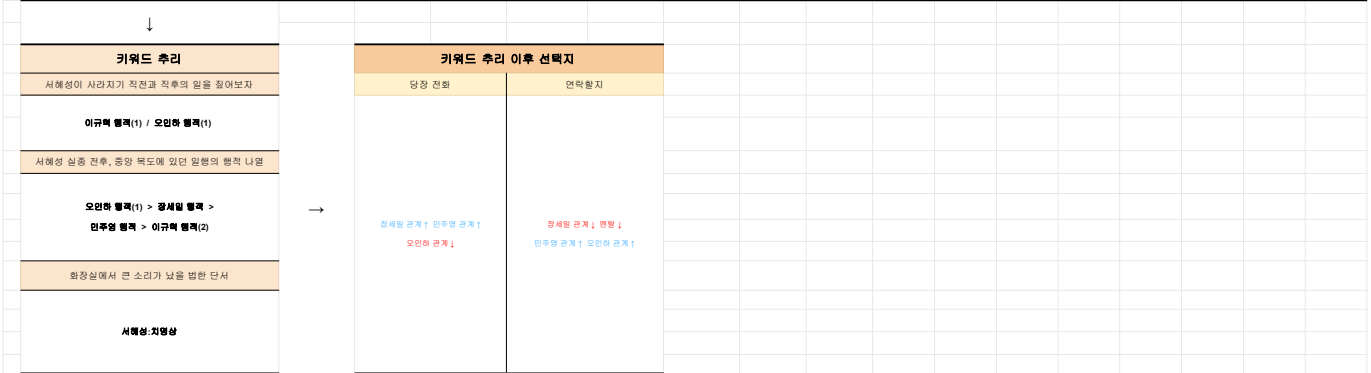 ↓
키워드 추리
서혜성이 사라지기 직전과 직후의 일을 짚어보자
이규혁 행적(1) / 오인하 행적(1)
서혜성 실종 전후, 중앙 복도에 있던 일행의 행적 나열
오인하 행적(1) > 장세일 행적 >
민주영 행적 > 이규혁 행적(2)
화장실에서 큰 소리가 났을 법한 단서
서혜성:치명상
→
키워드 추리 이후 선택지
당장 전화
장세일 관계↑ 민주영 관계↑
오인하 관계↓
연락할지
장세일 관계↓ 멘탈↓
민주영 관계↑ 오인하 관계↑